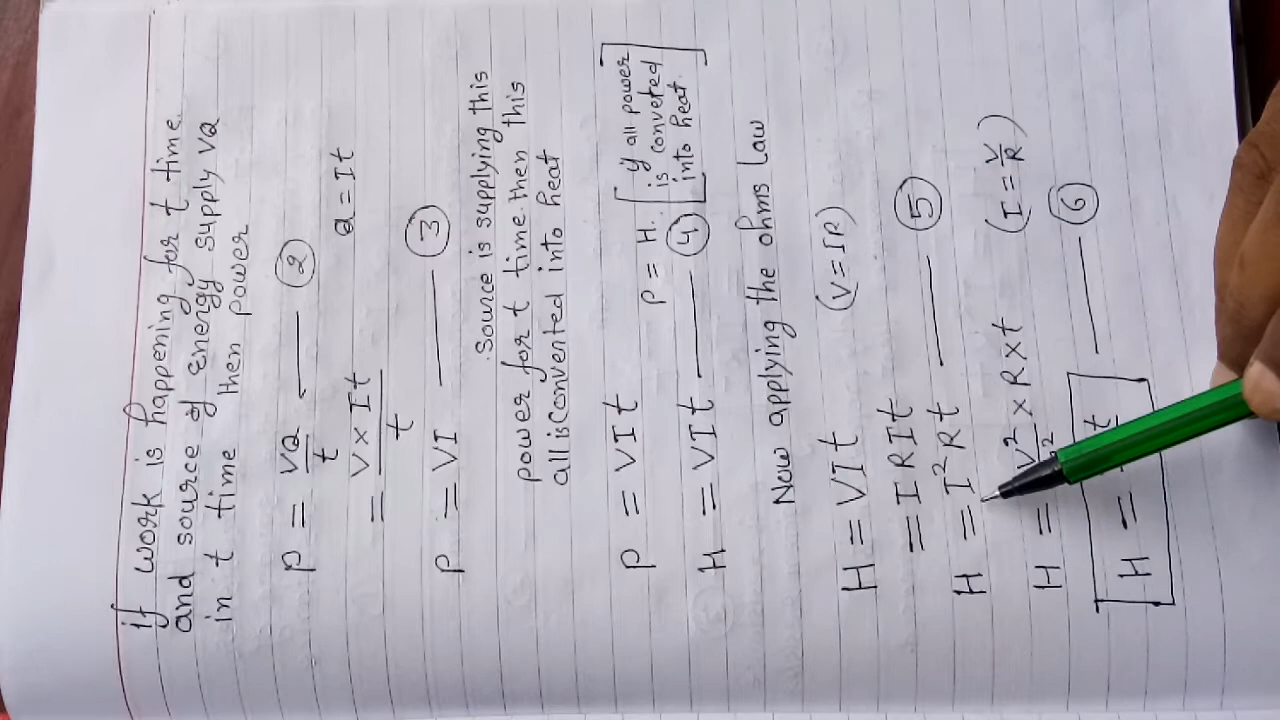 if work is happening for t time
and source of energy supply VQ
in t time then power
P = VQ/t —— (2)
= V×It/t Q = It
P = VI —— (3)
Source is supplying this
power for t time then this
all is converted into heat
P = VIt P = H. [if all power
is conveted
into heat.]
H = VIt —— (4)
Now applying the ohms Law
H = VIt (V = IR)
= IRIt
H = I²Rt —— (5)
H = V²/ ² × R×t (I = V/R)
H = t —— (6)